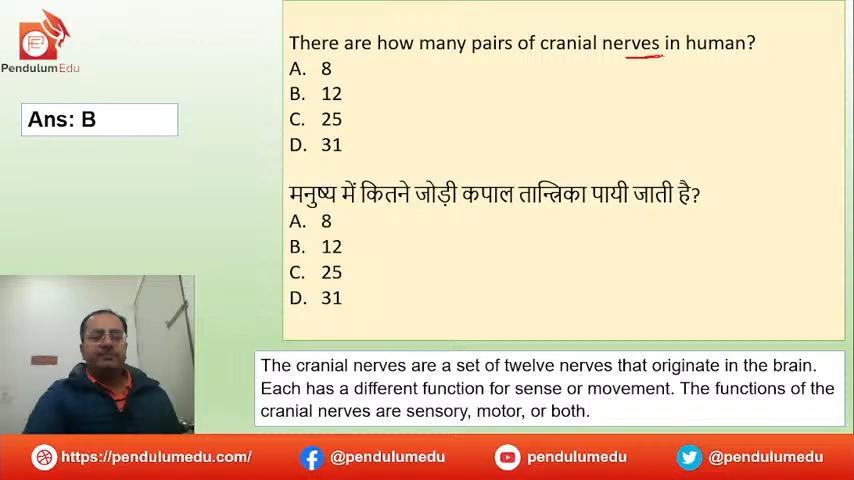 PendulumEdu
Ans: B
There are how many pairs of cranial nerves in human?
A. 8
B. 12
C. 25
D. 31
मनुष्य में कितने जोड़ी कपाल तान्त्रिका पायी जाती है?
A. 8
B. 12
C. 25
D. 31
The cranial nerves are a set of twelve nerves that originate in the brain.
Each has a different function for sense or movement. The functions of the
cranial nerves are sensory, motor, or both.
https://pendulumedu.com/ @pendulumedu pendulumedu @pendulumedu